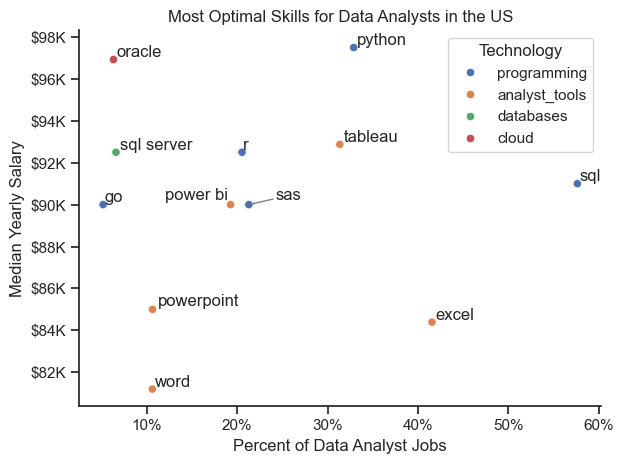 Most Optimal Skills for Data Analysts in the US
$98K
$96K
$94K
$92K
$90K
$88K
$86K
$84K
$82K
Median Yearly Salary
oracle
python
sql server
r
tableau
sql
go
power bi
sas
powerpoint
excel
word
Technology
programming
analyst_tools
databases
cloud
10%
20%
30%
40%
50%
60%
Percent of Data Analyst Jobs